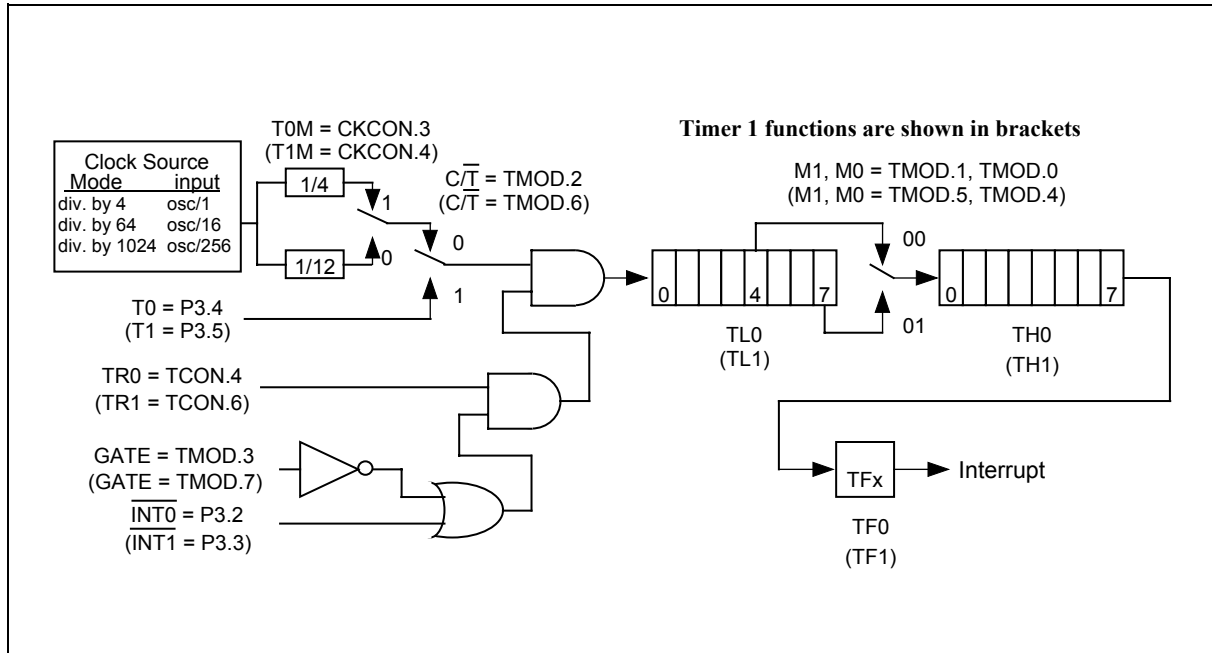 T0M = CKCON.3
(T1M = CKCON.4)
Timer 1 functions are shown in brackets
Clock Source
Mode input
div. by 4 osc/1
div. by 64 osc/16
div. by 1024 osc/256
1/4
1/12
1
0
C/T̅ = TMOD.2
(C/T̅ = TMOD.6)
0
1
M1, M0 = TMOD.1, TMOD.0
(M1, M0 = TMOD.5, TMOD.4)
0 4 7
00
01
0 7
TL0
(TL1)
TH0
(TH1)
T0 = P3.4
(T1 = P3.5)
TR0 = TCON.4
(TR1 = TCON.6)
GATE = TMOD.3
(GATE = TMOD.7)
I̅N̅T̅0̅ = P3.2
(I̅N̅T̅1̅ = P3.3)
TFx
Interrupt
TF0
(TF1)